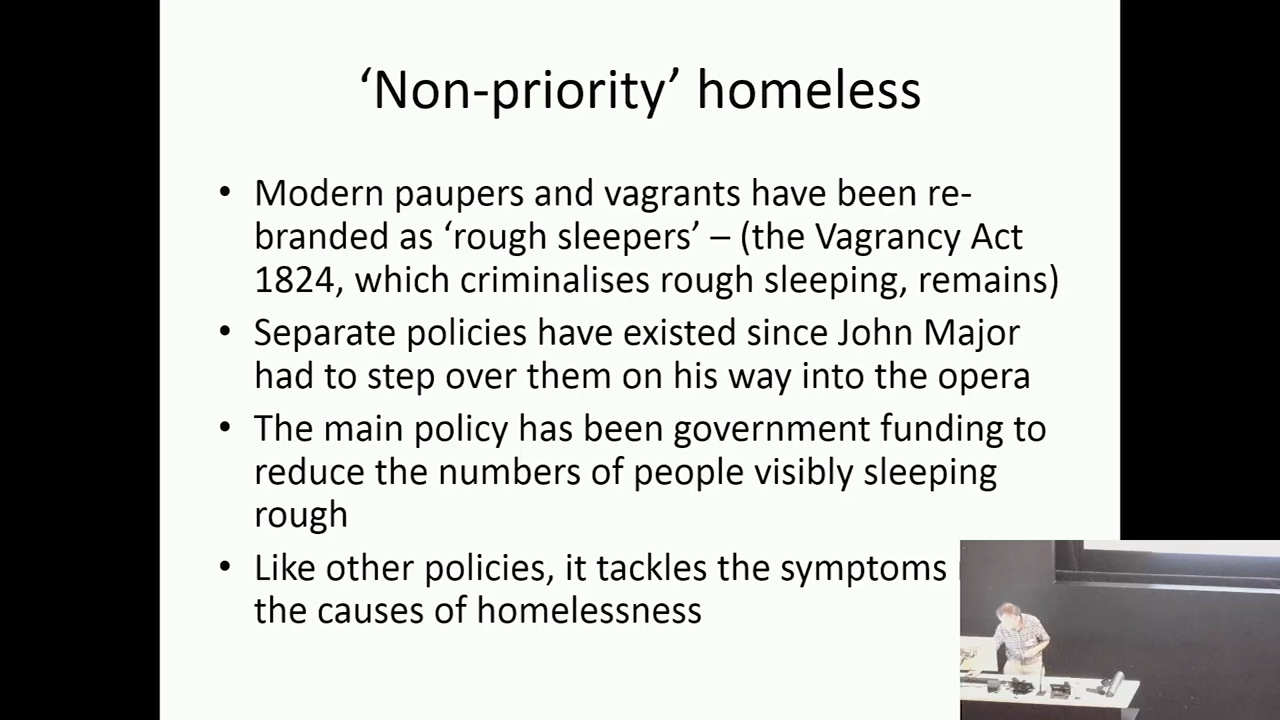 ‘Non-priority’ homeless
• Modern paupers and vagrants have been re-
branded as ‘rough sleepers’ – (the Vagrancy Act
1824, which criminalises rough sleeping, remains)
• Separate policies have existed since John Major
had to step over them on his way into the opera
• The main policy has been government funding to
reduce the numbers of people visibly sleeping
rough
• Like other policies, it tackles the symptoms
the causes of homelessness